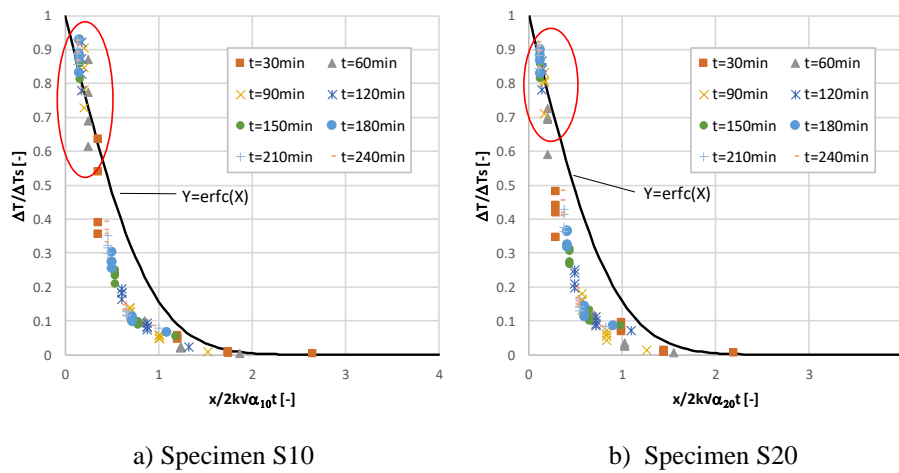 1
0.9
0.8
0.7
0.6
0.5
0.4
0.3
0.2
0.1
0
ΔT/ΔTs [-]
t=30min t=60min
t=90min t=120min
t=150min t=180min
t=210min t=240min
Y=erfc(X)
0 1 2 3 4
x/2k√α10t [-]
a) Specimen S10
1
0.9
0.8
0.7
0.6
0.5
0.4
0.3
0.2
0.1
0
ΔT/ΔTs [-]
t=30min t=60min
t=90min t=120min
t=150min t=180min
t=210min t=240min
Y=erfc(X)
0 1 2 3
x/2k√α20t [-]
b) Specimen S20